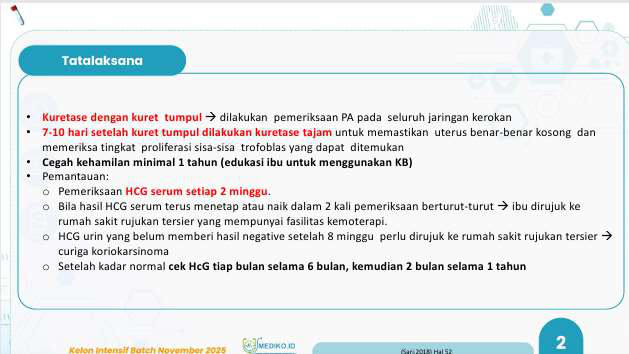 Tatalaksana
• Kuretase dengan kuret tumpul → dilakukan pemeriksaan PA pada seluruh jaringan kerokan
• 7-10 hari setelah kuret tumpul dilakukan kuretase tajam untuk memastikan uterus benar-benar kosong dan
memeriksa tingkat proliferasi sisa-sisa trofoblas yang dapat ditemukan
• Cegah kehamilan minimal 1 tahun (edukasi ibu untuk menggunakan KB)
• Pemantauan:
o Pemeriksaan HCG serum setiap 2 minggu.
o Bila hasil HCG serum terus menetap atau naik dalam 2 kali pemeriksaan berturut-turut → ibu dirujuk ke
rumah sakit rujukan tersier yang mempunyai fasilitas kemoterapi.
o HCG urin yang belum memberi hasil negative setelah 8 minggu perlu dirujuk ke rumah sakit rujukan tersier →
curiga koriokarsinoma
o Setelah kadar normal cek HcG tiap bulan selama 6 bulan, kemudian 2 bulan selama 1 tahun
Kelon Intensif Batch November 2025
MEDIKO.ID
(Sari 2018) Hal 52
2